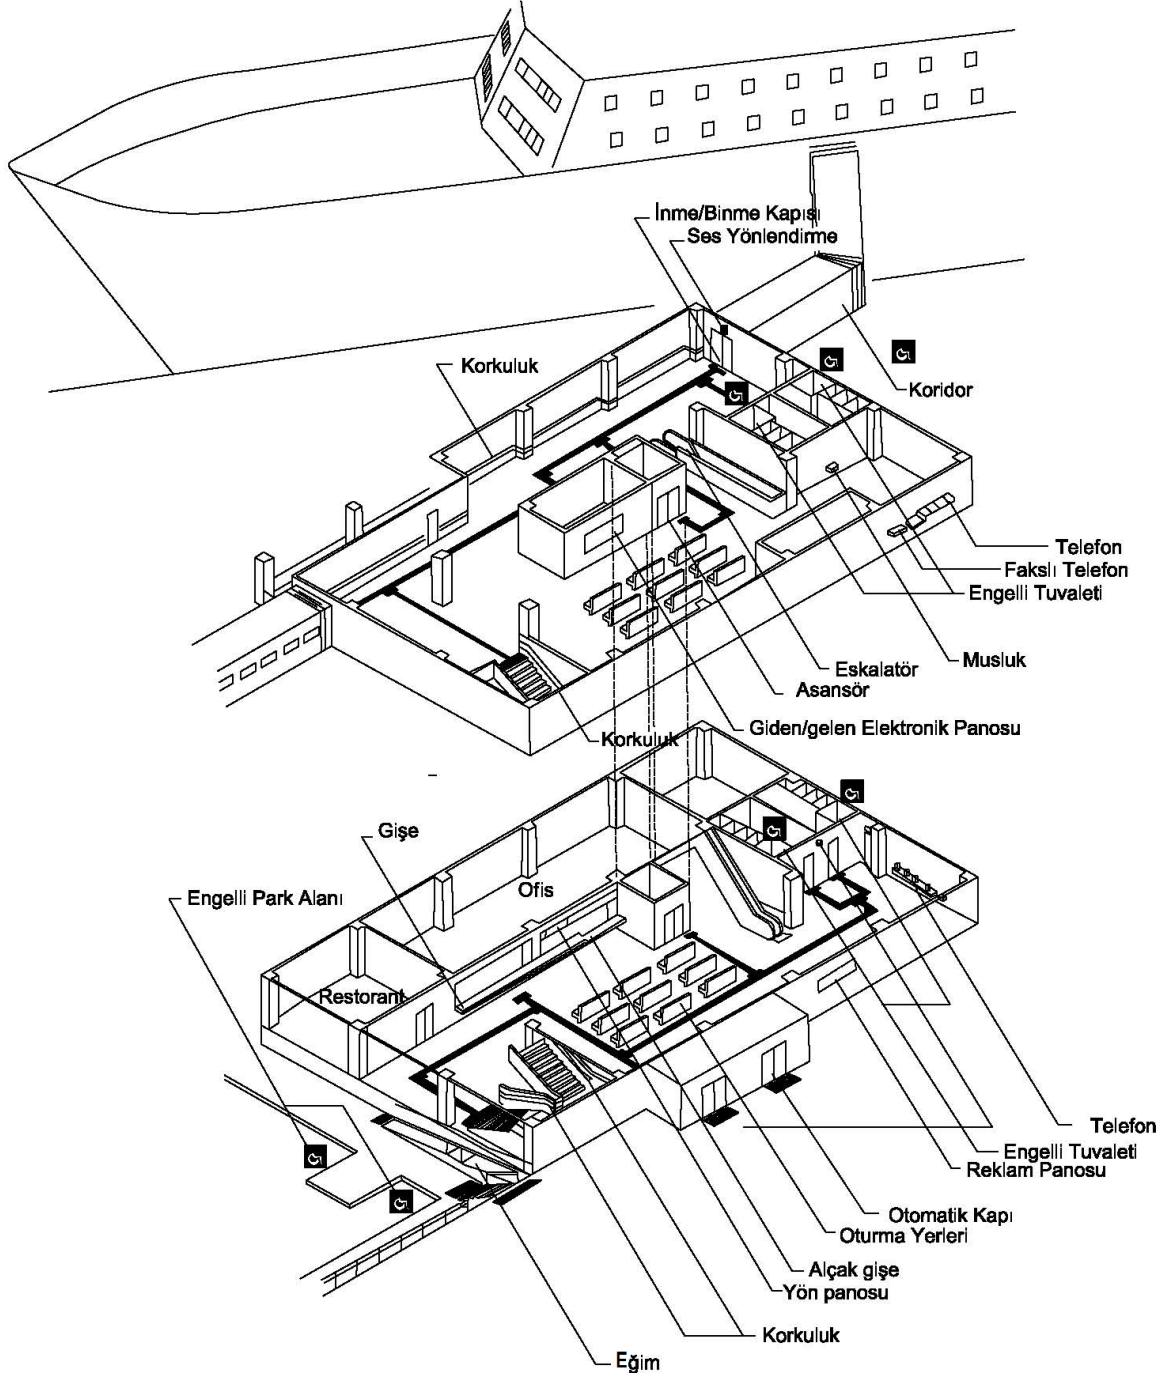 İnme/Binme Kapısı
Ses Yönlendirme
Korkuluk
Koridor
Telefon
Fakslı Telefon
Engelli Tuvaleti
Musluk
Eskalatör
Asansör
Giden/gelen Elektronik Panosu
Korkuluk
Gişe
Ofis
Engelli Park Alanı
Restorant
Telefon
Engelli Tuvaleti
Reklam Panosu
Otomatik Kapı
Oturma Yerleri
Alçak gişe
Yön panosu
Korkuluk
Eğim